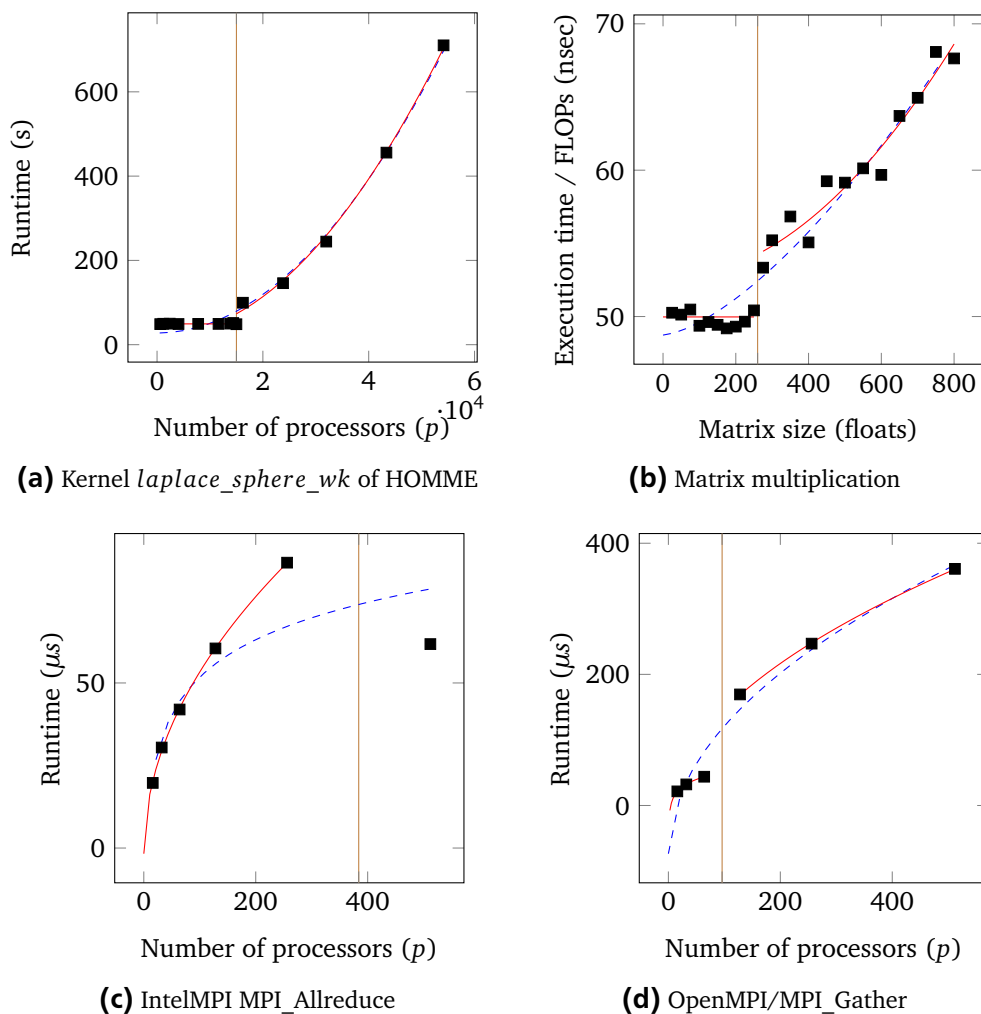 600
400
200
0
0
2
4
6
·10⁴
Runtime (s)
Number of processors (p)
(a) Kernel laplace_sphere_wk of HOMME
70
60
50
0
200
400
600
800
Execution time / FLOPs (nsec)
Matrix size (floats)
(b) Matrix multiplication
50
0
0
200
400
Runtime (μs)
Number of processors (p)
(c) IntelMPI MPI_Allreduce
400
200
0
0
200
400
Runtime (μs)
Number of processors (p)
(d) OpenMPI/MPI_Gather